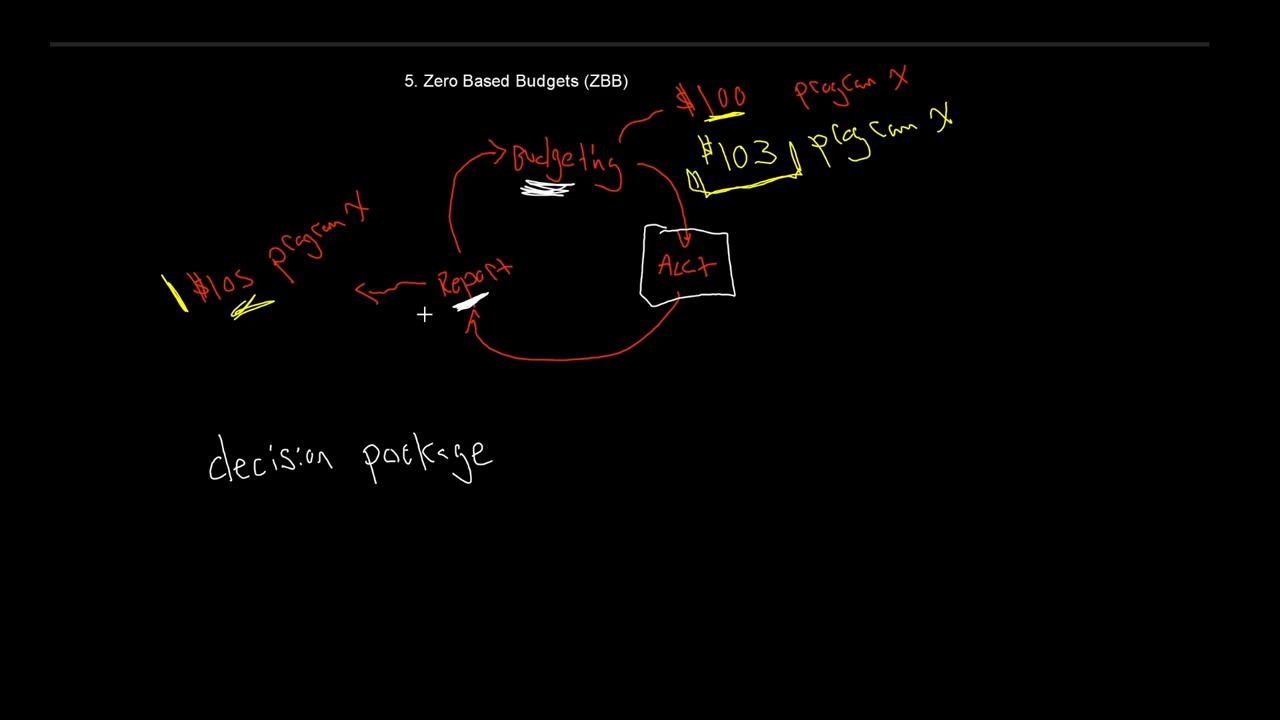 5. Zero Based Budgets (ZBB)
$100 program X
$103 program X
Budgeting
Acct
Report
$105 program X
decision package